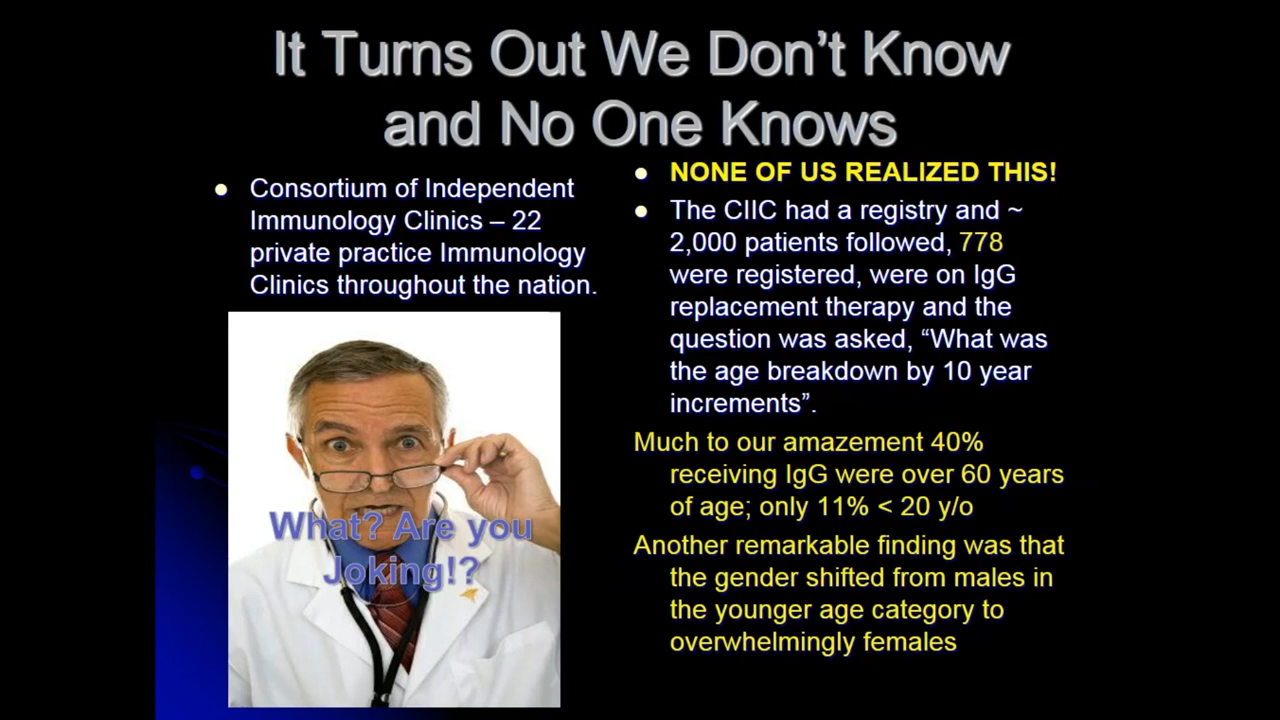 It Turns Out We Don’t Know
and No One Knows
Consortium of Independent
Immunology Clinics – 22
private practice Immunology
Clinics throughout the nation.
What? Are you
Joking!?
NONE OF US REALIZED THIS!
The CIIC had a registry and ~
2,000 patients followed, 778
were registered, were on IgG
replacement therapy and the
question was asked, “What was
the age breakdown by 10 year
increments”.
Much to our amazement 40%
receiving IgG were over 60 years
of age; only 11% < 20 y/o
Another remarkable finding was that
the gender shifted from males in
the younger age category to
overwhelmingly females